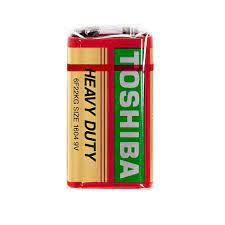 TOSHIBA
HEAVY DUTY
6F22KG SIZE 1604 9V